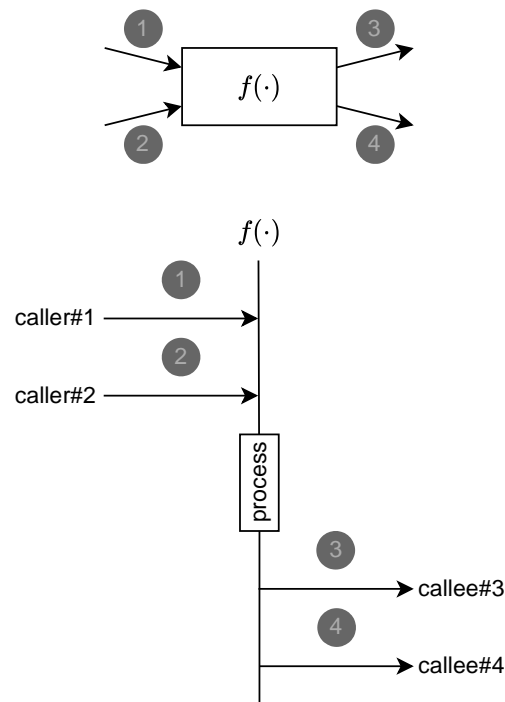 1
3
f(·)
2
4
f(·)
1
caller#1
2
caller#2
process
3
callee#3
4
callee#4